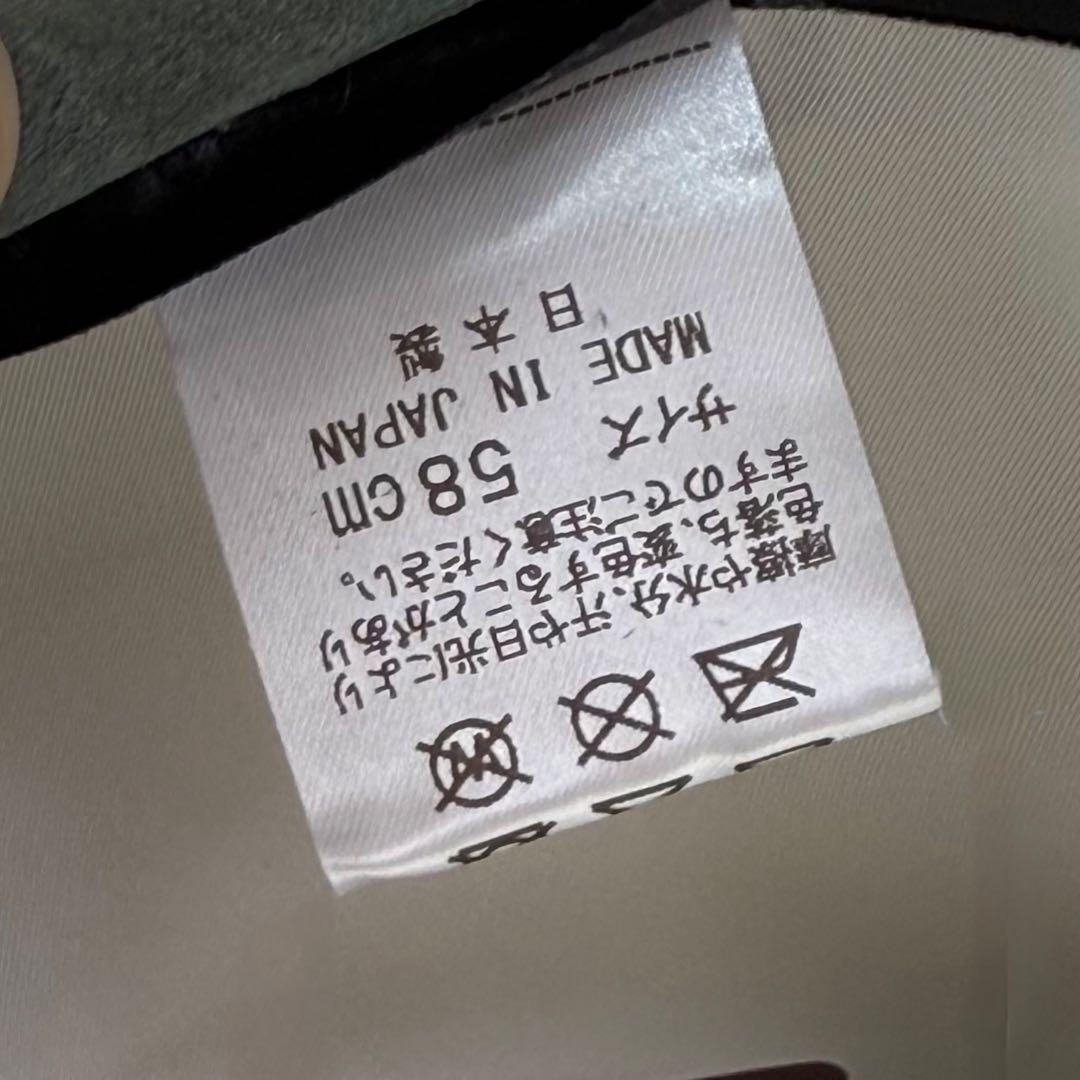 摩擦や水分、汗や日光により
色落ち、変色することがあり
ますのでご注意ください。
サイズ 58cm
MADE IN JAPAN
日本製